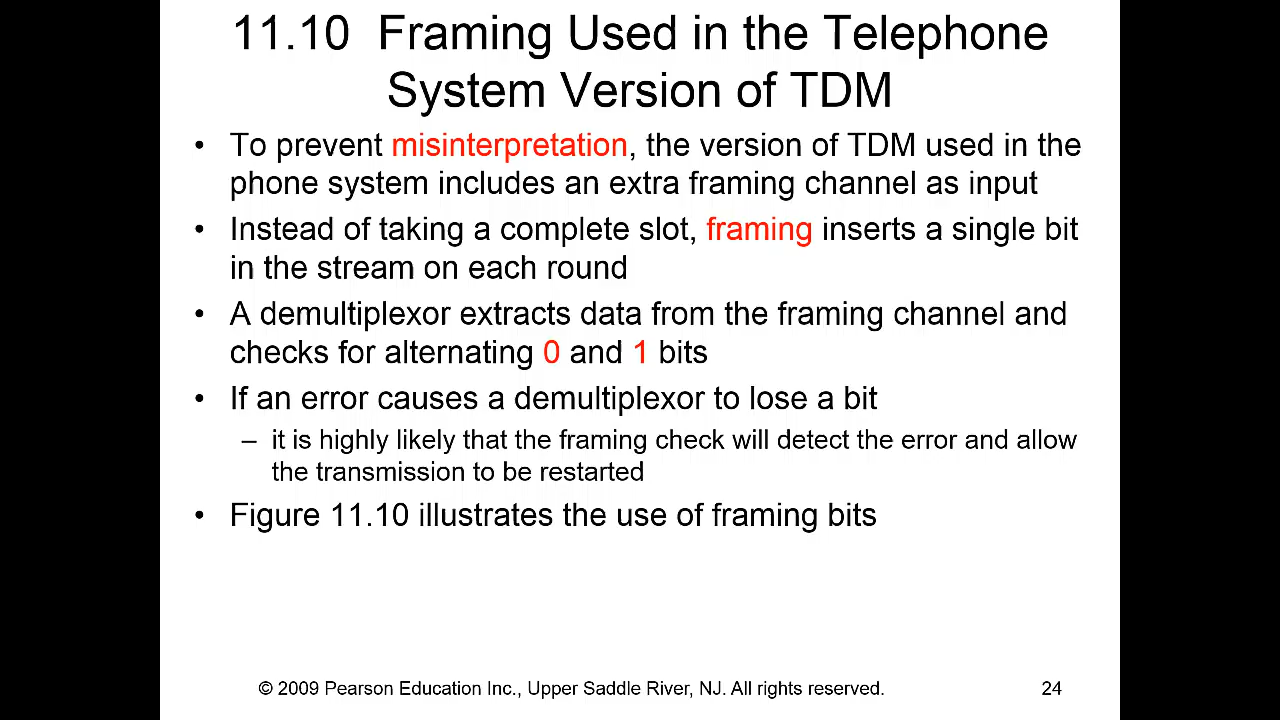 11.10 Framing Used in the Telephone
System Version of TDM
• To prevent misinterpretation, the version of TDM used in the
phone system includes an extra framing channel as input
• Instead of taking a complete slot, framing inserts a single bit
in the stream on each round
• A demultiplexor extracts data from the framing channel and
checks for alternating 0 and 1 bits
• If an error causes a demultiplexor to lose a bit
– it is highly likely that the framing check will detect the error and allow
the transmission to be restarted
• Figure 11.10 illustrates the use of framing bits
© 2009 Pearson Education Inc., Upper Saddle River, NJ. All rights reserved. 24